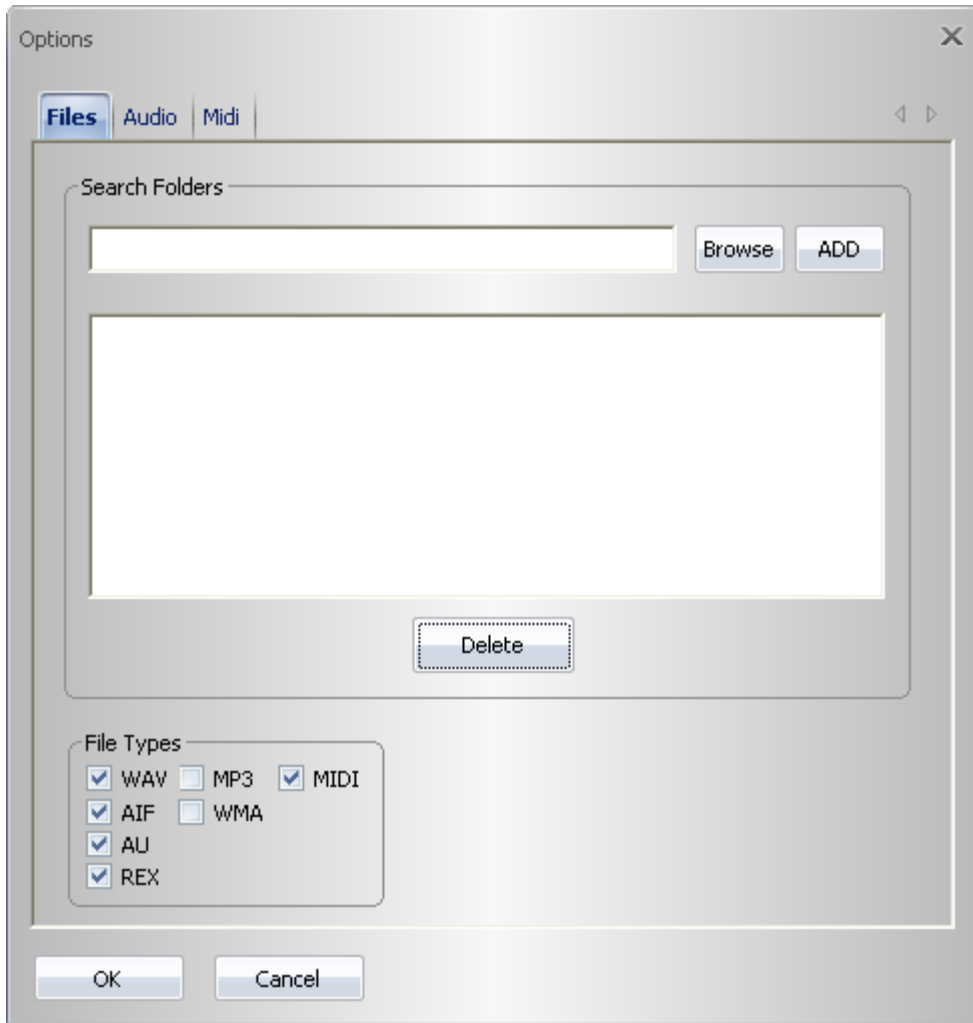 Options
Files Audio Midi
Search Folders
Browse ADD
Delete
File Types
WAV MP3 MIDI
AIF WMA
AU
REX
OK Cancel